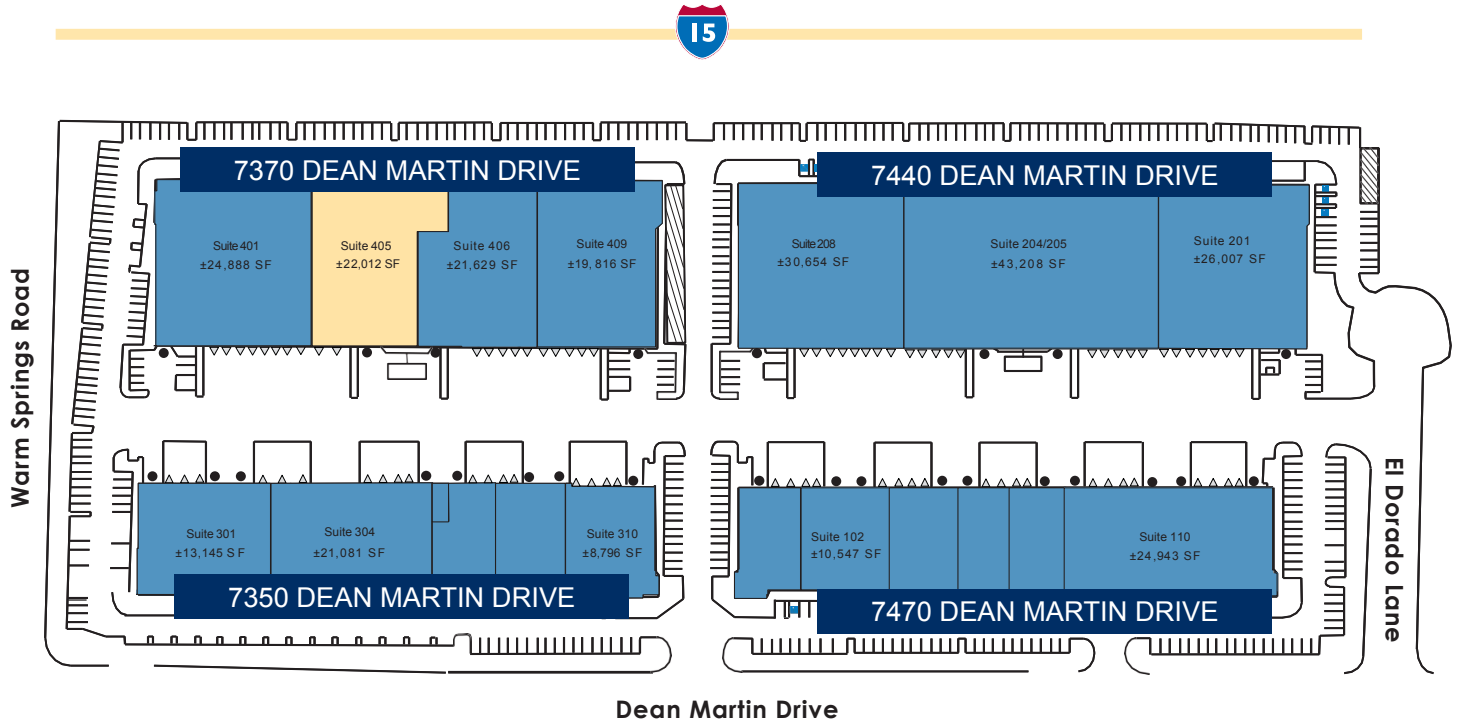 15
7370 DEAN MARTIN DRIVE
7440 DEAN MARTIN DRIVE
Suite 401
±24,888 SF
Suite 405
±22,012 SF
Suite 406
±21,629 SF
Suite 409
±19,816 SF
Suite 208
±30,654 SF
Suite 204/205
±43,208 SF
Suite 201
±26,007 SF
Warm Springs Road
El Dorado Lane
Suite 301
±13,145 SF
Suite 304
±21,081 SF
Suite 310
±8,796 SF
Suite 102
±10,547 SF
Suite 110
±24,943 SF
7350 DEAN MARTIN DRIVE
7470 DEAN MARTIN DRIVE
Dean Martin Drive